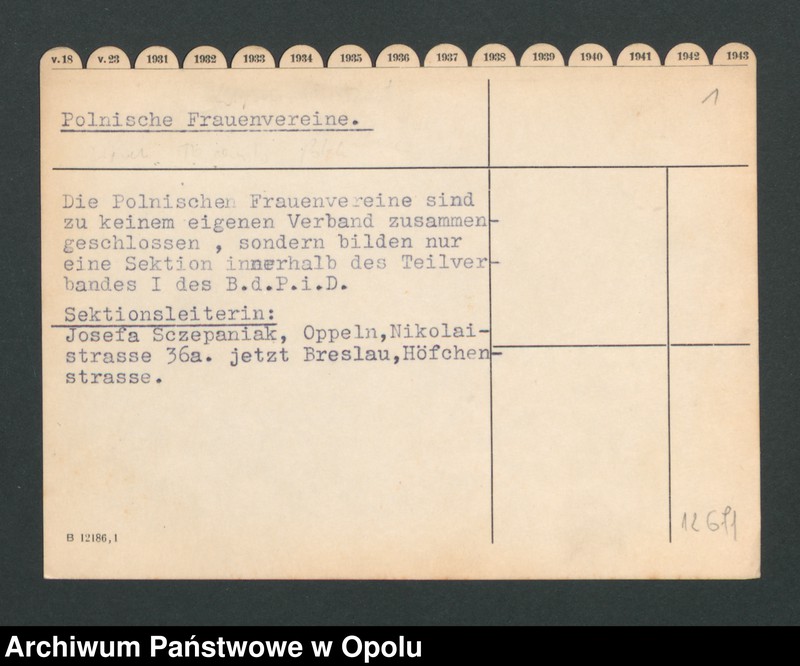 v.18 v.23 1931 1932 1933 1934 1935 1936 1937 1938 1939 1940 1941 1942 1943
1
Polnische Frauenvereine.
Die Polnischen Frauenvereine sind
zu keinem eigenen Verband zusammen-
geschlossen , sondern bilden nur
eine Sektion innerhalb des Teilver-
bandes I des B.d.P.i.D.
Sektionsleiterin:
Josefa Sczepaniak, Oppeln,Nikolai-
strasse 36a. jetzt Breslau,Höfchen-
strasse.
B 12186,1
Archiwum Państwowe w Opolu